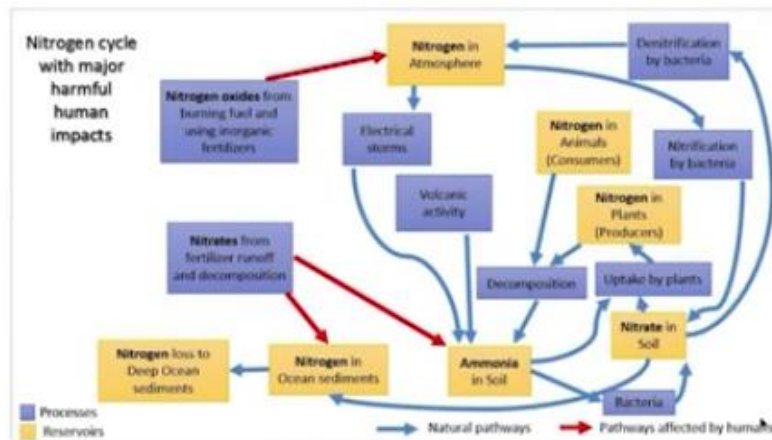 Nitrogen cycle
with major
harmful
human
impacts
Nitrogen in
Atmosphere
Denitrification
by bacteria
Nitrogen oxides from
burning fuel and
using inorganic
fertilizers
Electrical
storms
Nitrogen in
Animals
(Consumers)
Nitrification
by bacteria
Volcanic
activity
Nitrogen in
Plants
(Producers)
Nitrates from
fertilizer runoff
and decomposition
Decomposition
Uptake by plants
Nitrate in
Soil
Nitrogen loss to
Deep Ocean
sediments
Nitrogen in
Ocean sediments
Ammonia
in Soil
Bacteria
Processes
Reservoirs
Natural pathways
Pathways affected by humans